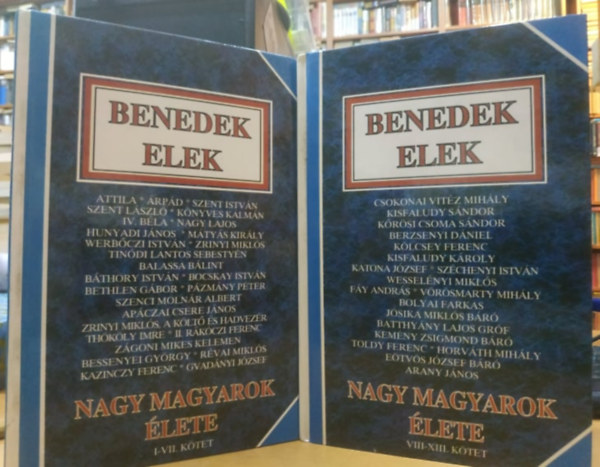 BENEDEK
ELEK
ATTILA * ÁRPÁD * SZENT ISTVÁN
SZENT LÁSZLÓ * KÖNYVES KÁLMÁN
IV. BÉLA * NAGY LAJOS
HUNYADI JÁNOS * MÁTYÁS KIRÁLY
WERBŐCZI ISTVÁN * ZRINYI MIKLÓS
TINÓDI LANTOS SEBESTYÉN
BALASSA BÁLINT
BÁTHORY ISTVÁN * BOCSKAY ISTVÁN
BETHLEN GÁBOR * PÁZMÁNY PÉTER
SZENCI MOLNÁR ALBERT
APÁCZAI CSERE JÁNOS
ZRINYI MIKLÓS, A KÖLTŐ ÉS HADVEZÉR
THÖKÖLY IMRE * II. RÁKÓCZI FERENC
ZÁGONI MIKES KELEMEN
BESSENYEI GYÖRGY * RÉVAI MIKLÓS
KAZINCZY FERENC * GVADÁNYI JÓZSEF
NAGY MAGYAROK
ÉLETE
I-VII. KÖTET
BENEDEK
ELEK
CSOKONAI VITÉZ MIHÁLY
KISFALUDY SÁNDOR
KŐRÖSI CSOMA SÁNDOR
BERZSENYI DÁNIEL
KÖLCSEY FERENC
KISFALUDY KÁROLY
KATONA JÓZSEF * SZÉCHENYI ISTVÁN
WESSELÉNYI MIKLÓS
FÁY ANDRÁS * VÖRÖSMARTY MIHÁLY
BOLYAI FARKAS
JÓSIKA MIKLÓS BÁRÓ
BATTHYÁNY LAJOS GRÓF
KEMÉNY ZSIGMOND BÁRÓ
TOLDY FERENC * HORVÁTH MIHÁLY
EÖTVÖS JÓZSEF BÁRÓ
ARANY JÁNOS
NAGY MAGYAROK
ÉLETE
VIII-XIII. KÖTET